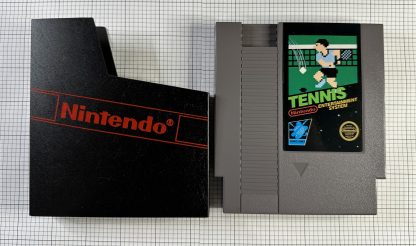 Nintendo®
TENNIS
Nintendo
ENTERTAINMENT
SYSTEM